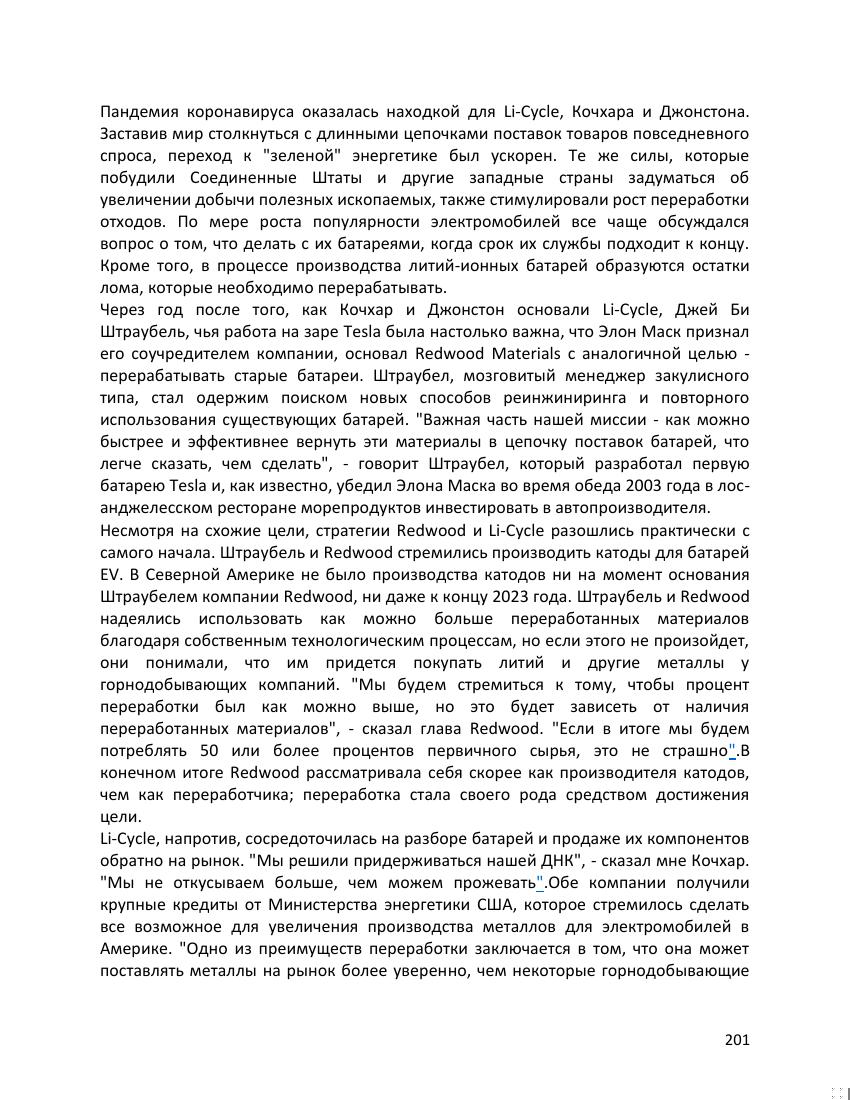 Пандемия коронавируса оказалась находкой для Li-Cycle, Кочхара и Джонстона.
Заставив мир столкнуться с длинными цепочками поставок товаров повседневного
спроса, переход к "зеленой" энергетике был ускорен. Те же силы, которые
побудили Соединенные Штаты и другие западные страны задуматься об
увеличении добычи полезных ископаемых, также стимулировали рост переработки
отходов. По мере роста популярности электромобилей все чаще обсуждался
вопрос о том, что делать с их батареями, когда срок их службы подходит к концу.
Кроме того, в процессе производства литий-ионных батарей образуются остатки
лома, которые необходимо перерабатывать.
Через год после того, как Кочхар и Джонстон основали Li-Cycle, Джей Би
Штраубель, чья работа на заре Tesla была настолько важна, что Элон Маск признал
его соучредителем компании, основал Redwood Materials с аналогичной целью -
перерабатывать старые батареи. Штраубел, мозговитый менеджер закулисного
типа, стал одержим поиском новых способов реинжиниринга и повторного
использования существующих батарей. "Важная часть нашей миссии - как можно
быстрее и эффективнее вернуть эти материалы в цепочку поставок батарей, что
легче сказать, чем сделать", - говорит Штраубел, который разработал первую
батарею Tesla и, как известно, убедил Элона Маска во время обеда 2003 года в лос-
анджелесском ресторане морепродуктов инвестировать в автопроизводителя.
Несмотря на схожие цели, стратегии Redwood и Li-Cycle разошлись практически с
самого начала. Штраубель и Redwood стремились производить катоды для батарей
EV. В Северной Америке не было производства катодов ни на момент основания
Штраубелем компании Redwood, ни даже к концу 2023 года. Штраубель и Redwood
надеялись использовать как можно больше переработанных материалов
благодаря собственным технологическим процессам, но если этого не произойдет,
они понимали, что им придется покупать литий и другие металлы у
горнодобывающих компаний. "Мы будем стремиться к тому, чтобы процент
переработки был как можно выше, но это будет зависеть от наличия
переработанных материалов", - сказал глава Redwood. "Если в итоге мы будем
потреблять 50 или более процентов первичного сырья, это не страшно".В
конечном итоге Redwood рассматривала себя скорее как производителя катодов,
чем как переработчика; переработка стала своего рода средством достижения
цели.
Li-Cycle, напротив, сосредоточилась на разборе батарей и продаже их компонентов
обратно на рынок. "Мы решили придерживаться нашей ДНК", - сказал мне Кочхар.
"Мы не откусываем больше, чем можем прожевать".Обе компании получили
крупные кредиты от Министерства энергетики США, которое стремилось сделать
все возможное для увеличения производства металлов для электромобилей в
Америке. "Одно из преимуществ переработки заключается в том, что она может
поставлять металлы на рынок более уверенно, чем некоторые горнодобывающие
201